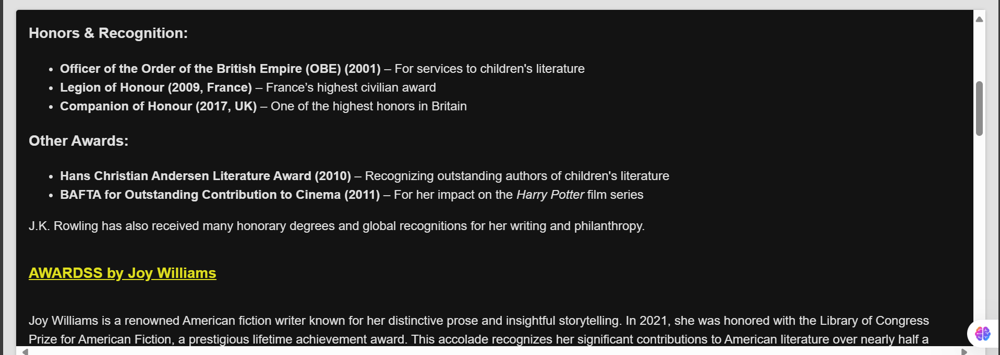 Honors & Recognition:
• Officer of the Order of the British Empire (OBE) (2001) – For services to children's literature
• Legion of Honour (2009, France) – France’s highest civilian award
• Companion of Honour (2017, UK) – One of the highest honors in Britain
Other Awards:
• Hans Christian Andersen Literature Award (2010) – Recognizing outstanding authors of children's literature
• BAFTA for Outstanding Contribution to Cinema (2011) – For her impact on the Harry Potter film series
J.K. Rowling has also received many honorary degrees and global recognitions for her writing and philanthropy.
AWARDSS by Joy Williams
Joy Williams is a renowned American fiction writer known for her distinctive prose and insightful storytelling. In 2021, she was honored with the Library of Congress
Prize for American Fiction, a prestigious lifetime achievement award. This accolade recognizes her significant contributions to American literature over nearly half a